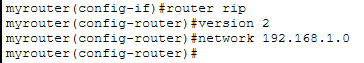 myrouter(config-if)#router rip
myrouter(config-router)#version 2
myrouter(config-router)#network 192.168.1.0
myrouter(config-router)#